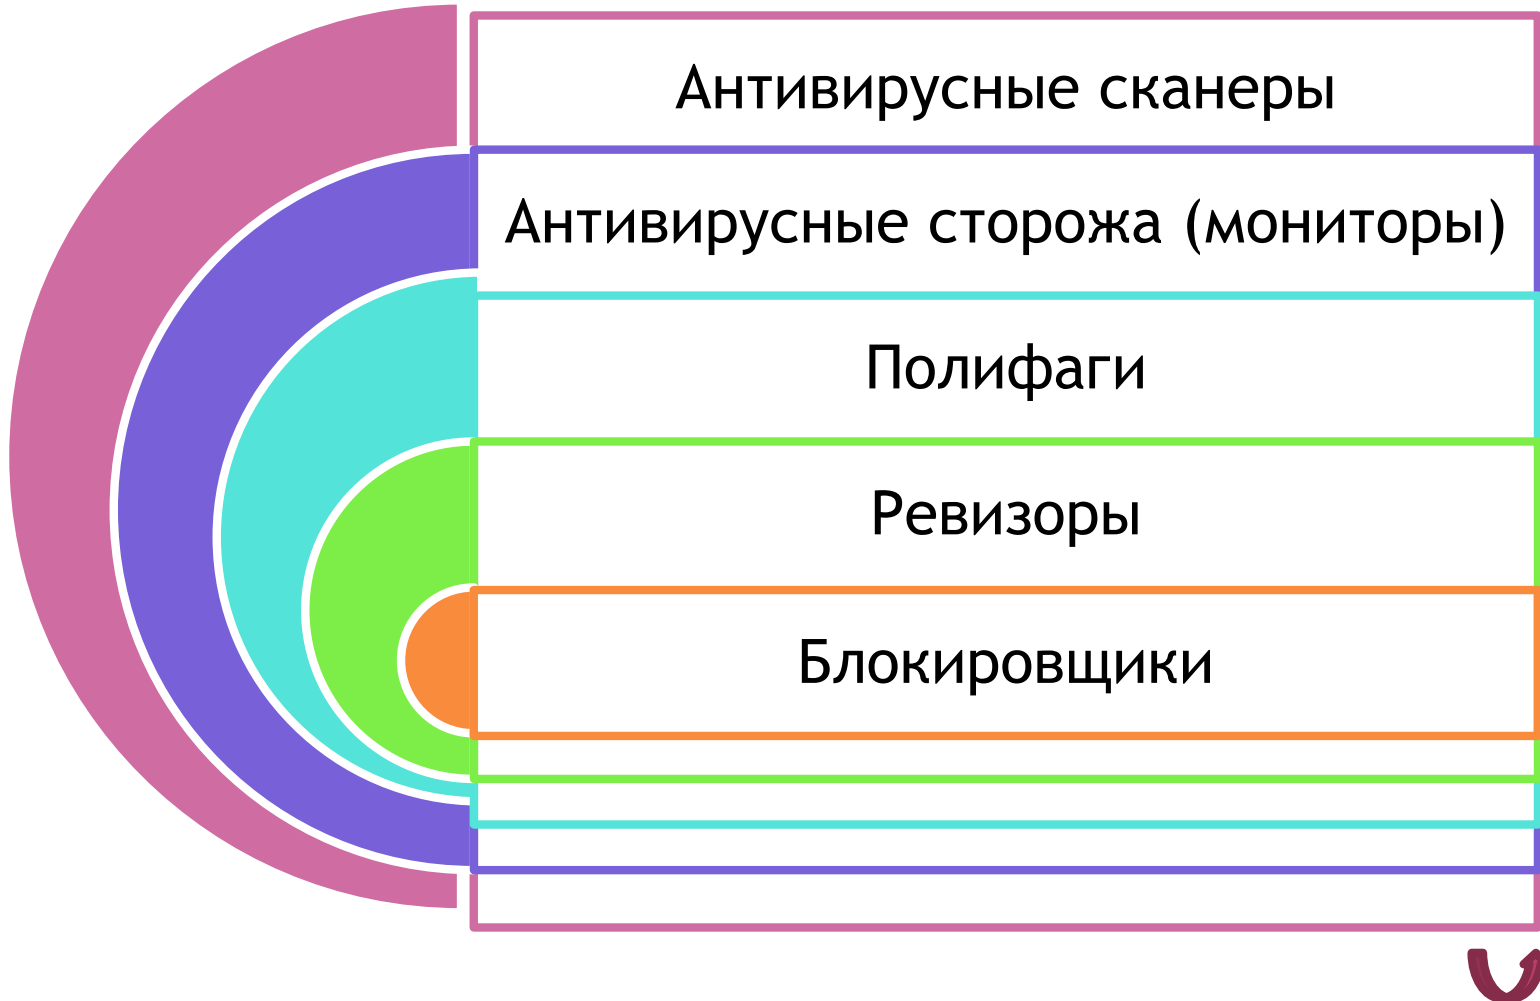 Антивирусные сканеры
Антивирусные сторожа (мониторы)
Полифаги
Ревизоры
Блокировщики